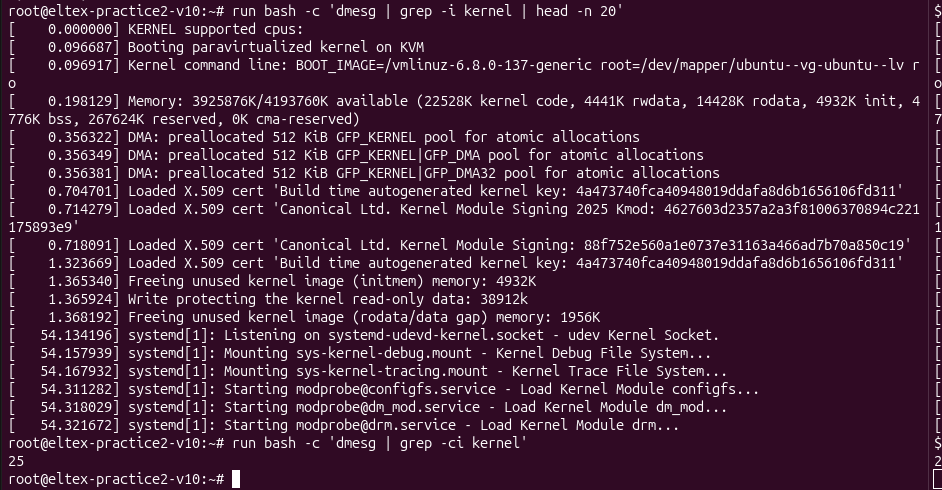 root@eltex-practice2-v10:~# run bash -c 'dmesg | grep -i kernel | head -n 20'
[    0.000000] KERNEL supported cpus:
[    0.096687] Booting paravirtualized kernel on KVM
[    0.096917] Kernel command line: BOOT_IMAGE=/vmlinuz-6.8.0-137-generic root=/dev/mapper/ubuntu--vg-ubuntu--lv r
o
[    0.198129] Memory: 3925876K/4193760K available (22528K kernel code, 4441K rwdata, 14428K rodata, 4932K init, 4
776K bss, 267624K reserved, 0K cma-reserved)
[    0.356322] DMA: preallocated 512 KiB GFP_KERNEL pool for atomic allocations
[    0.356349] DMA: preallocated 512 KiB GFP_KERNEL|GFP_DMA pool for atomic allocations
[    0.356381] DMA: preallocated 512 KiB GFP_KERNEL|GFP_DMA32 pool for atomic allocations
[    0.704701] Loaded X.509 cert 'Build time autogenerated kernel key: 4a473740fca40948019ddafa8d6b1656106fd311'
[    0.714279] Loaded X.509 cert 'Canonical Ltd. Kernel Module Signing 2025 Kmod: 4627603d2357a2a3f81006370894c221
175893e9'
[    0.718091] Loaded X.509 cert 'Canonical Ltd. Kernel Module Signing: 88f752e560a1e0737e31163a466ad7b70a850c19'
[    1.323669] Loaded X.509 cert 'Build time autogenerated kernel key: 4a473740fca40948019ddafa8d6b1656106fd311'
[    1.365340] Freeing unused kernel image (initmem) memory: 4932K
[    1.365924] Write protecting the kernel read-only data: 38912k
[    1.368192] Freeing unused kernel image (rodata/data gap) memory: 1956K
[   54.134196] systemd[1]: Listening on systemd-udevd-kernel.socket - udev Kernel Socket.
[   54.157939] systemd[1]: Mounting sys-kernel-debug.mount - Kernel Debug File System...
[   54.167932] systemd[1]: Mounting sys-kernel-tracing.mount - Kernel Trace File System...
[   54.311282] systemd[1]: Starting modprobe@configfs.service - Load Kernel Module configfs...
[   54.318029] systemd[1]: Starting modprobe@dm_mod.service - Load Kernel Module dm_mod...
[   54.321672] systemd[1]: Starting modprobe@drm.service - Load Kernel Module drm...
root@eltex-practice2-v10:~# run bash -c 'dmesg | grep -ci kernel'
25
root@eltex-practice2-v10:~#